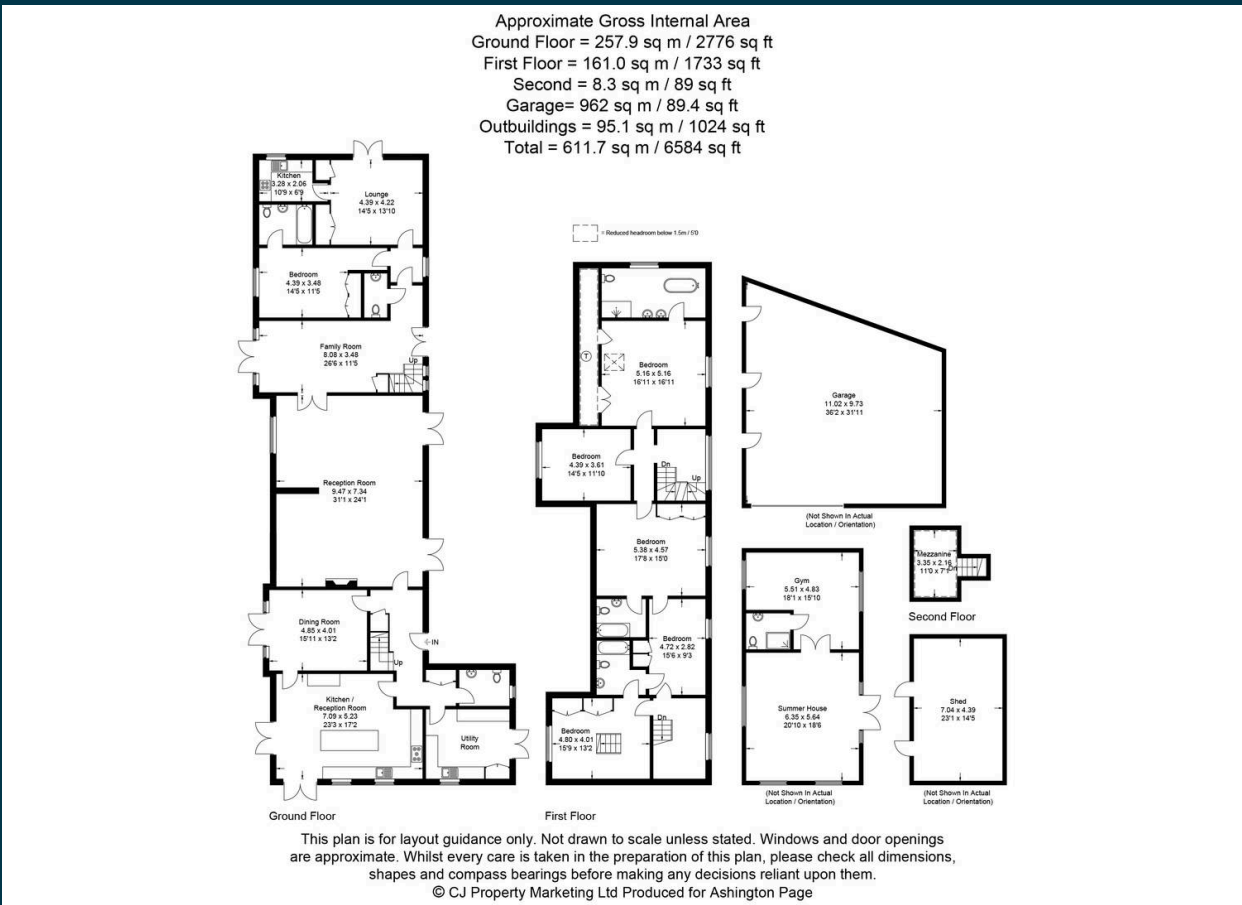 Approximate Gross Internal Area
Ground Floor = 257.9 sq m / 2776 sq ft
First Floor = 161.0 sq m / 1733 sq ft
Second = 8.3 sq m / 89 sq ft
Garage= 962 sq m / 89.4 sq ft
Outbuildings = 95.1 sq m / 1024 sq ft
Total = 611.7 sq m / 6584 sq ft
Kitchen
3.28 x 2.06
10'9 x 6'9
Lounge
4.39 x 4.22
14'5 x 13'10
Bedroom
4.39 x 3.48
14'5 x 11'5
Family Room
8.08 x 3.48
26'6 x 11'5
Up
Reception Room
9.47 x 7.34
31'1 x 24'1
Dining Room
4.85 x 4.01
15'11 x 13'2
IN
Up
Kitchen /
Reception Room
7.09 x 5.23
23'3 x 17'2
Utility
Room
Ground Floor
= Reduced headroom below 1.5m / 5'0
T
Bedroom
5.16 x 5.16
16'11 x 16'11
Bedroom
4.39 x 3.61
14'5 x 11'10
Dn
Up
Bedroom
5.38 x 4.57
17'8 x 15'0
Bedroom
4.72 x 2.82
15'6 x 9'3
Bedroom
4.80 x 4.01
15'9 x 13'2
Dn
First Floor
Garage
11.02 x 9.73
36'2 x 31'11
(Not Shown In Actual
Location / Orientation)
Mezzanine
3.35 x 2.16
11'0 x 7'1
Dn
Second Floor
Gym
5.51 x 4.83
18'1 x 15'10
Summer House
6.35 x 5.64
20'10 x 18'6
(Not Shown In Actual
Location / Orientation)
Shed
7.04 x 4.39
23'1 x 14'5
(Not Shown In Actual
Location / Orientation)
This plan is for layout guidance only. Not drawn to scale unless stated. Windows and door openings
are approximate. Whilst every care is taken in the preparation of this plan, please check all dimensions,
shapes and compass bearings before making any decisions reliant upon them.
© CJ Property Marketing Ltd Produced for Ashington Page